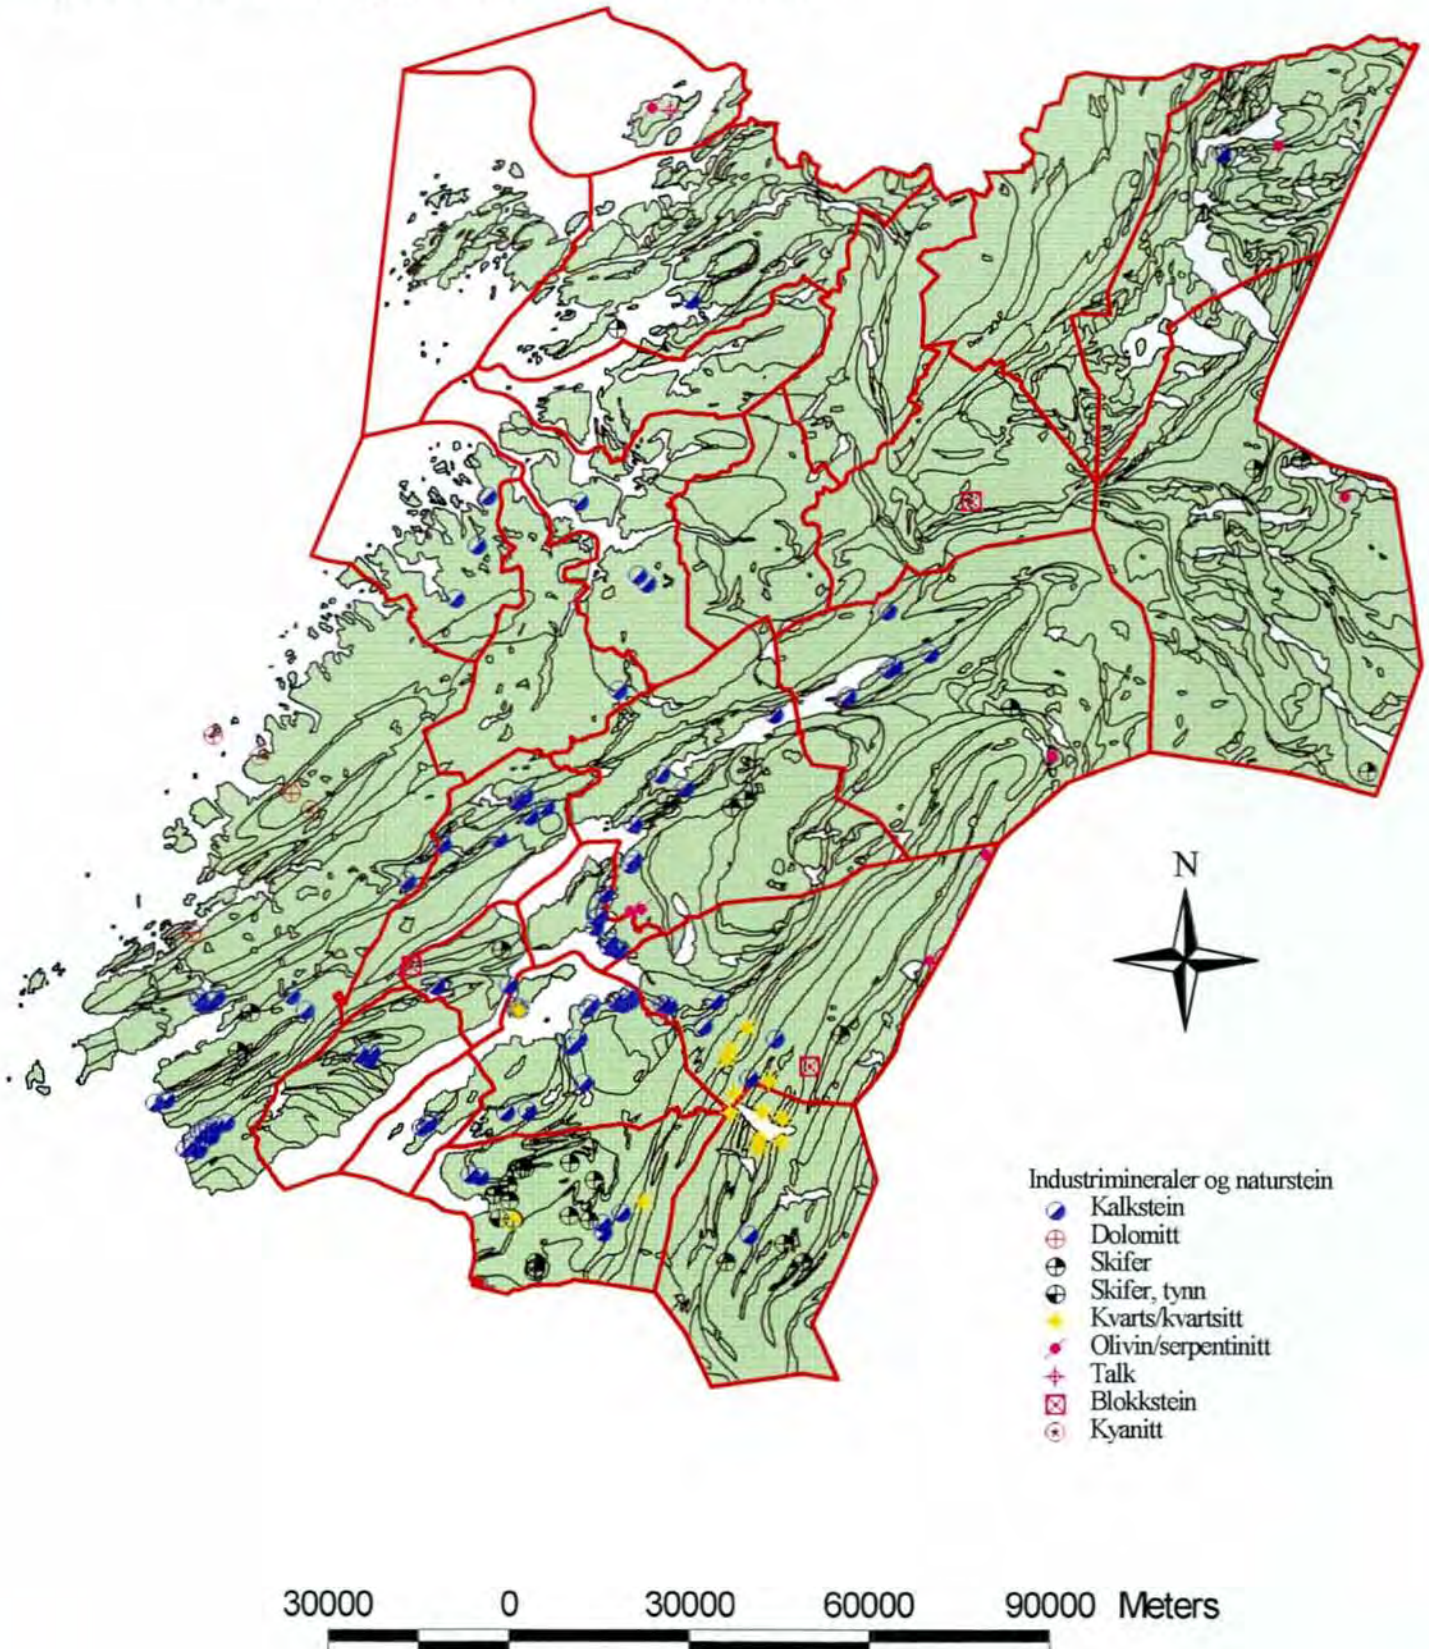 N
Industrimineraler og naturstein
Kalkstein
Dolomitt
Skifer
Skifer, tynn
Kvarts/kvartsitt
Olivin/serpentinitt
Talk
Blokkstein
Kyanitt
30000 0 30000 60000 90000 Meters